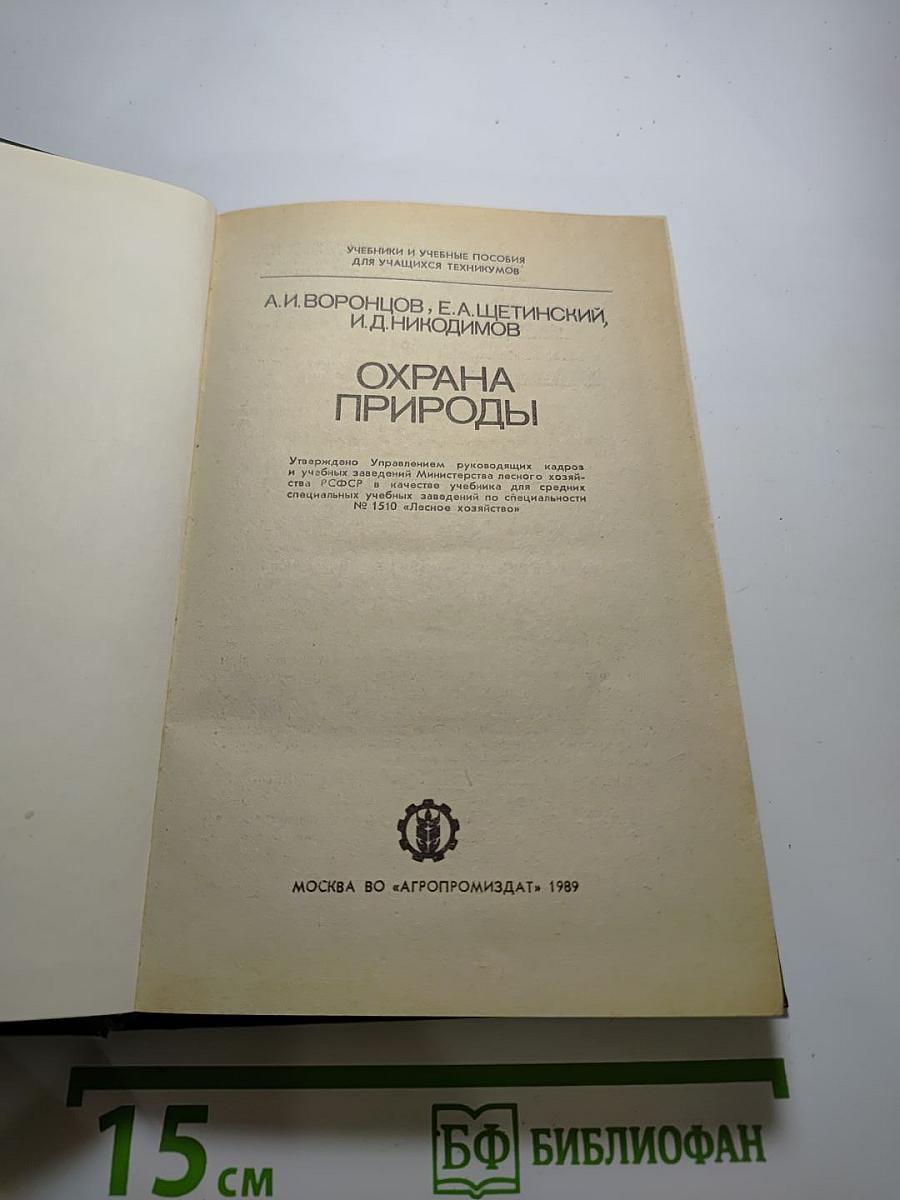 УЧЕБНИКИ И УЧЕБНЫЕ ПОСОБИЯ
ДЛЯ УЧАЩИХСЯ ТЕХНИКУМОВ
А.И.ВОРОНЦОВ, Е.А.ЩЕТИНСКИЙ,
И.Д.НИКОДИМОВ
ОХРАНА
ПРИРОДЫ
Утверждено Управлением руководящих кадров
и учебных заведений Министерства лесного хозяй-
ства РСФСР в качестве учебника для средних
специальных учебных заведений по специальности
№ 1510 «Лесное хозяйство»
МОСКВА ВО «АГРОПРОМИЗДАТ» 1989
15 см
БФ БИБЛИОФАН